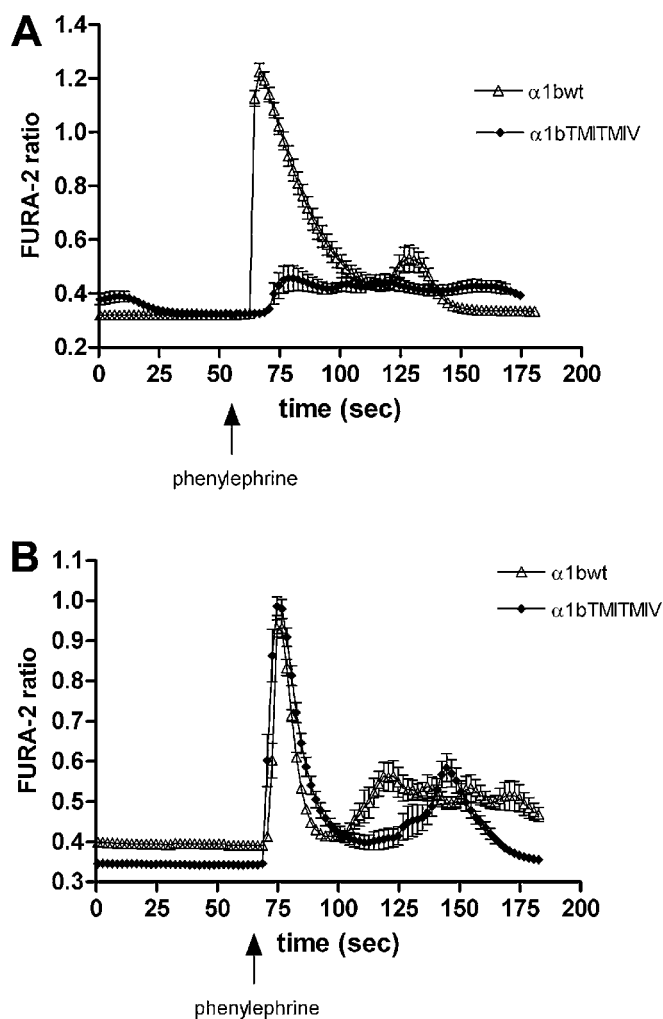 A
FURA-2 ratio
1.4
1.2
1.0
0.8
0.6
0.4
0.2
α1bwt
α1bTMITMIV
0 25 50 75 100 125 150 175 200
time (sec)
phenylephrine
B
FURA-2 ratio
1.1
1.0
0.9
0.8
0.7
0.6
0.5
0.4
0.3
α1bwt
α1bTMITMIV
0 25 50 75 100 125 150 175 200
time (sec)
phenylephrine